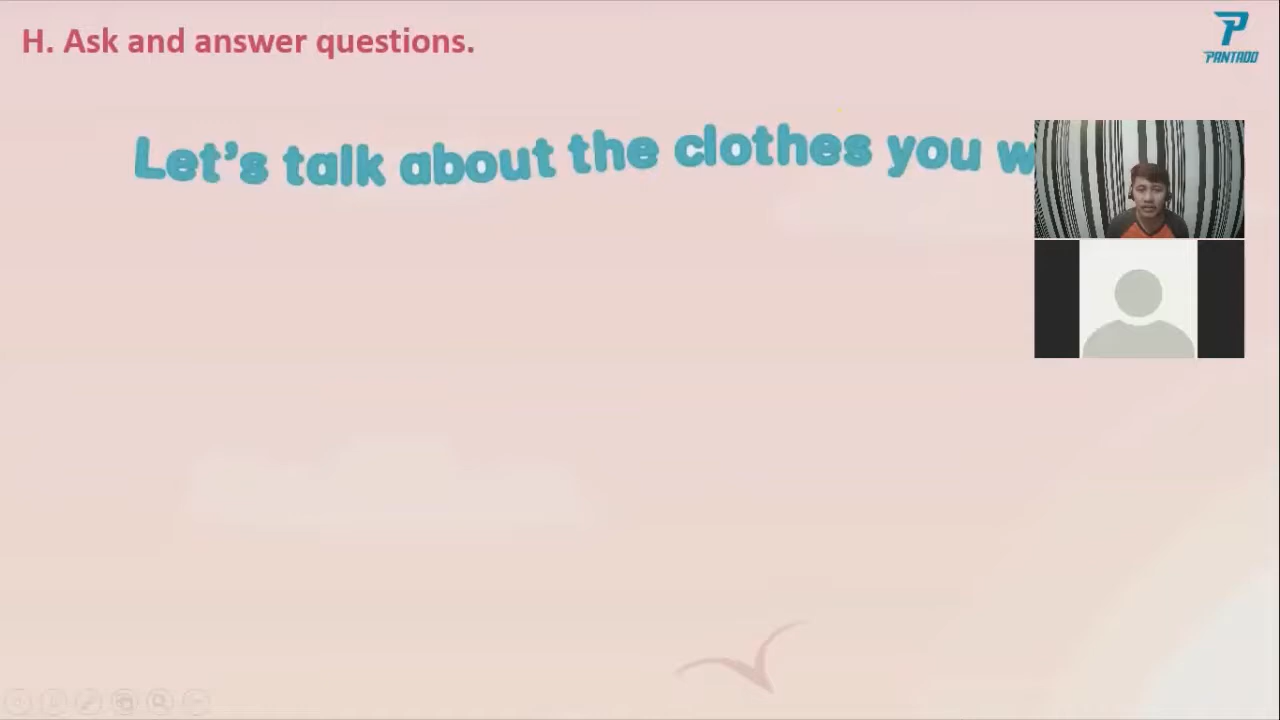 H. Ask and answer questions.
PANTADO
Let's talk about the clothes you w